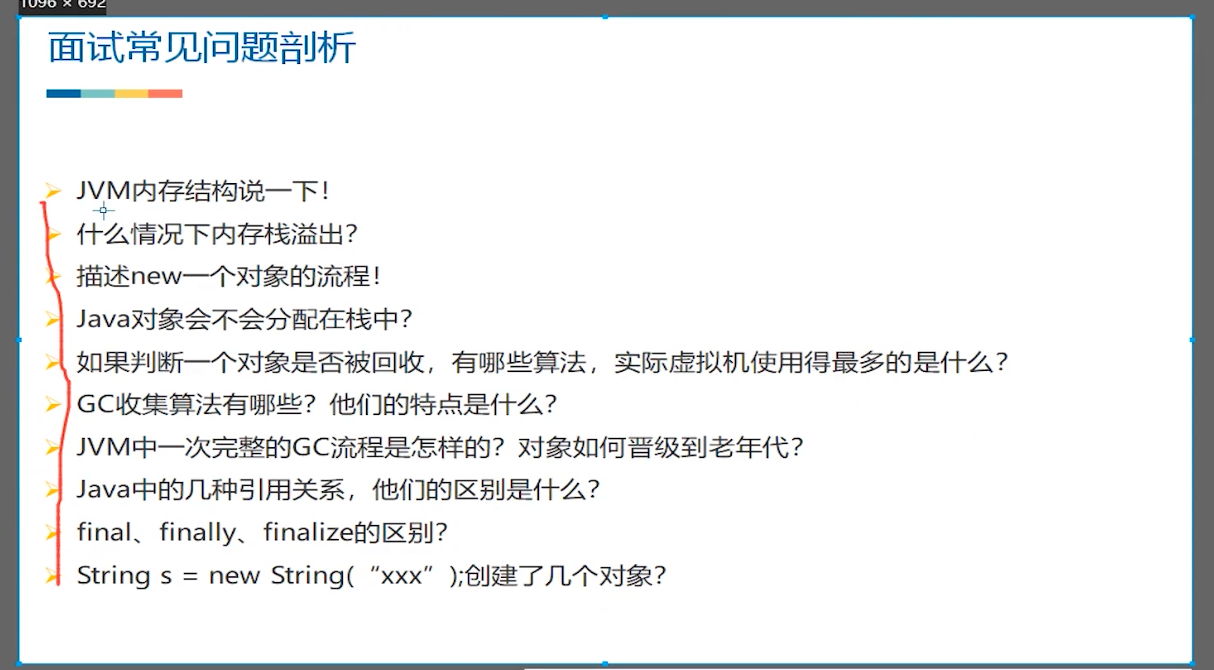 1096 × 692
面试常见问题剖析
JVM内存结构说一下！
什么情况下内存栈溢出？
描述new一个对象的流程！
Java对象会不会分配在栈中？
如果判断一个对象是否被回收，有哪些算法，实际虚拟机使用得最多的是什么？
GC收集算法有哪些？他们的特点是什么？
JVM中一次完整的GC流程是怎样的？对象如何晋级到老年代？
Java中的几种引用关系，他们的区别是什么？
final、finally、finalize的区别？
String s = new String(“xxx”);创建了几个对象？